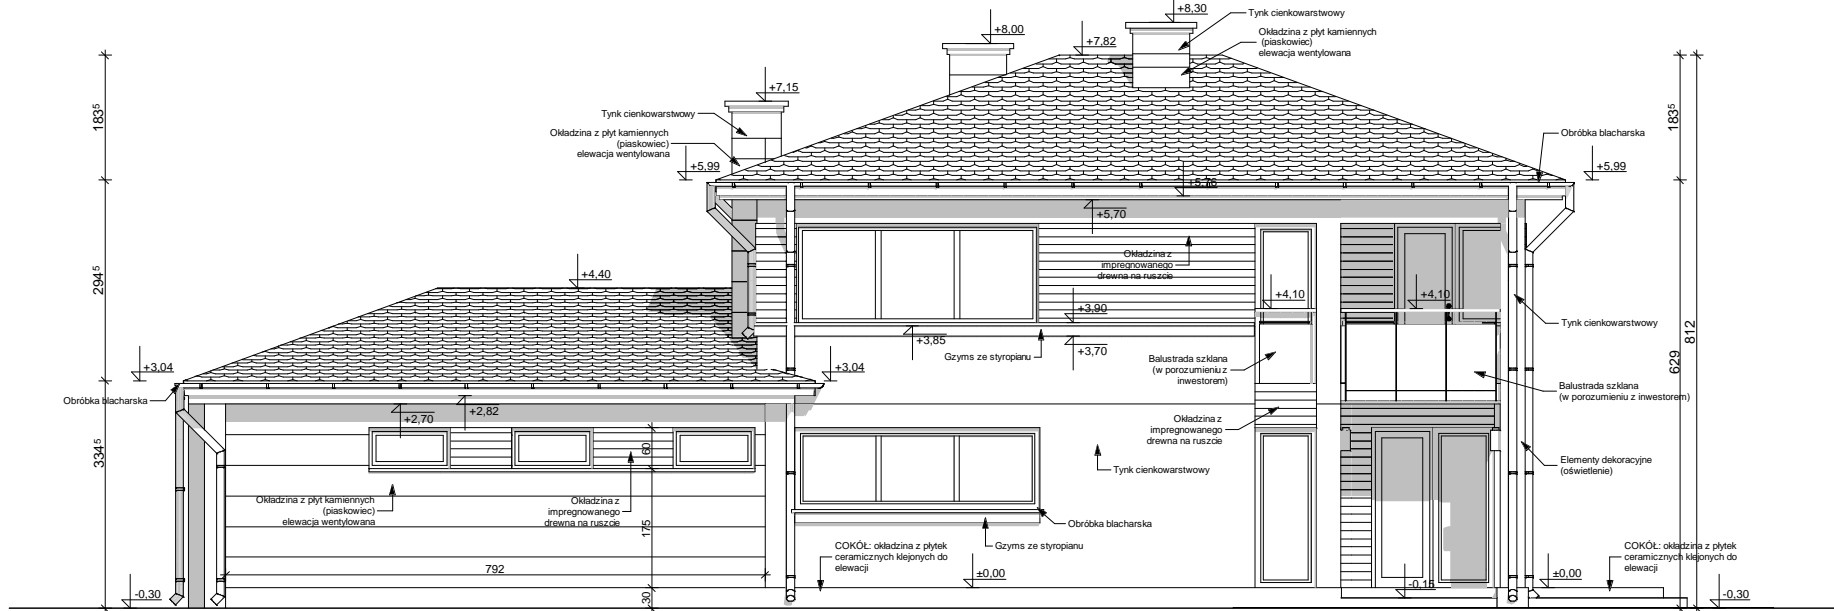 +8,30
Tynk cienkowarstwowy
Okładzina z płyt kamiennych
(piaskowiec)
elewacja wentylowana
+8,00
+7,82
+7,15
Tynk cienkowarstwowy
Okładzina z płyt kamiennych
(piaskowiec)
elewacja wentylowana
183⁵
183⁵
Obróbka blacharska
+5,99
+5,99
+5,76
+5,70
Okładzina z
impregnowanego
drewna na ruszcie
294⁵
+4,40
+4,10
+4,10
+3,90
+3,85
+3,70
Gzyms ze styropianu
Tynk cienkowarstwowy
629
812
Balustrada szklana
(w porozumieniu z
inwestorem)
+3,04
+3,04
Obróbka blacharska
Balustrada szklana
(w porozumieniu z inwestorem)
+2,82
+2,70
Okładzina z
impregnowanego
drewna na ruszcie
334⁵
60
Tynk cienkowarstwowy
Elementy dekoracyjne
(oświetlenie)
Okładzina z płyt kamiennych
(piaskowiec)
elewacja wentylowana
Okładzina z
impregnowanego
drewna na ruszcie
175
Obróbka blacharska
Gzyms ze styropianu
COKÓŁ: okładzina z płytek
ceramicznych klejonych do
elewacji
COKÓŁ: okładzina z płytek
ceramicznych klejonych do
elewacji
792
±0,00
±0,00
-0,15
-0,30
30
-0,30